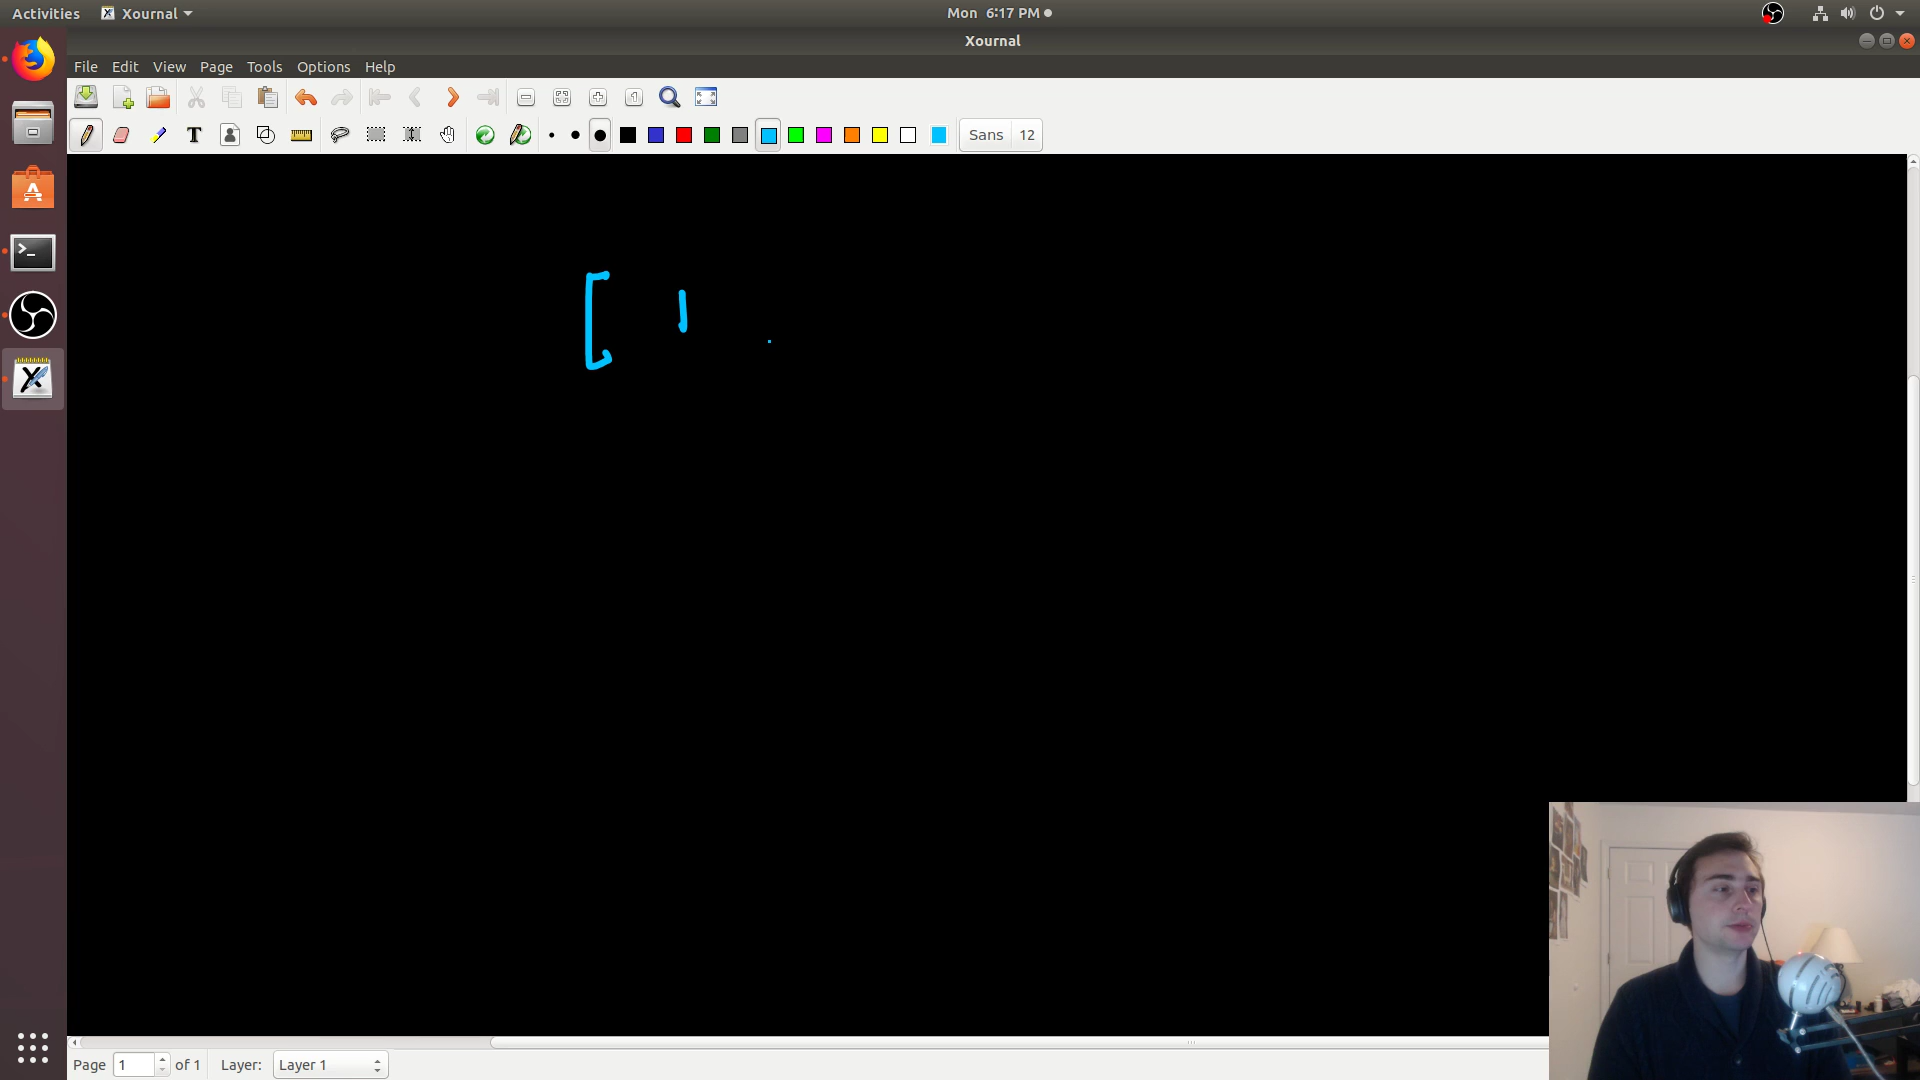 Activities Xournal Mon 6:17 PM
Xournal
File Edit View Page Tools Options Help
T Sans 12
[ 1
Page 1 of 1 Layer: Layer 1